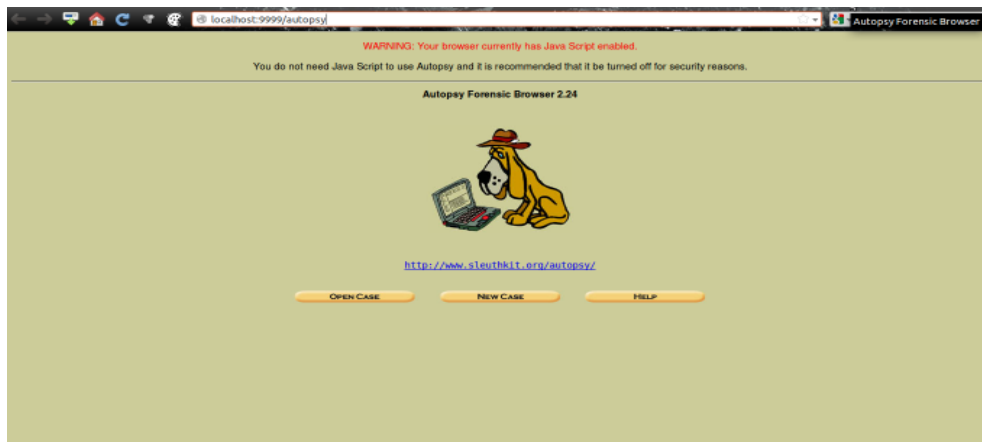 localhost:9999/autopsy
Autopsy Forensic Browser
WARNING: Your browser currently has Java Script enabled.
You do not need Java Script to use Autopsy and it is recommended that it be turned off for security reasons.
Autopsy Forensic Browser 2.24
http://www.sleuthkit.org/autopsy/
OPEN CASE
NEW CASE
HELP